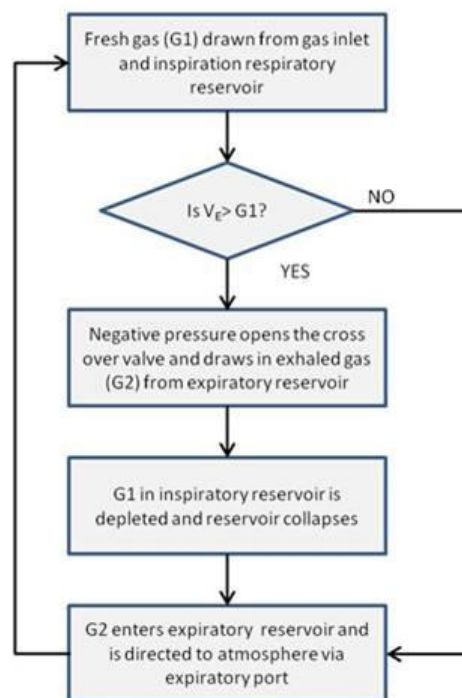 Fresh gas (G1) drawn from gas inlet
and inspiration respiratory
reservoir
Is VE> G1?
NO
YES
Negative pressure opens the cross
over valve and draws in exhaled gas
(G2) from expiratory reservoir
G1 in inspiratory reservoir is
depleted and reservoir collapses
G2 enters expiratory reservoir and
is directed to atmosphere via
expiratory port